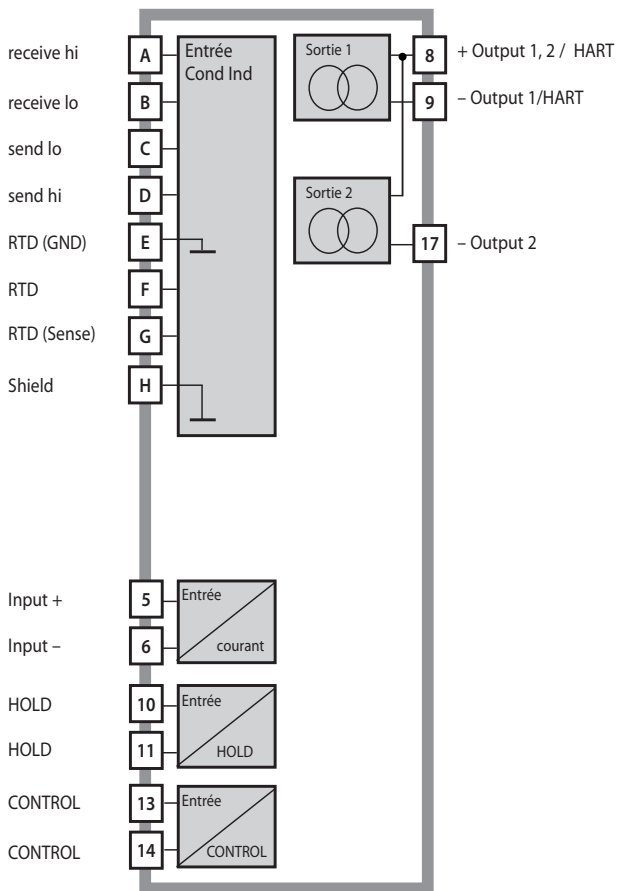 receive hi
A
Entrée
Cond Ind
Sortie 1
8
+ Output 1, 2 / HART
receive lo
B
9
– Output 1/HART
send lo
C
send hi
D
Sortie 2
RTD (GND)
E
17
– Output 2
RTD
F
RTD (Sense)
G
Shield
H
Input +
5
Entrée
Input –
6
courant
HOLD
10
Entrée
HOLD
11
HOLD
CONTROL
13
Entrée
CONTROL
14
CONTROL